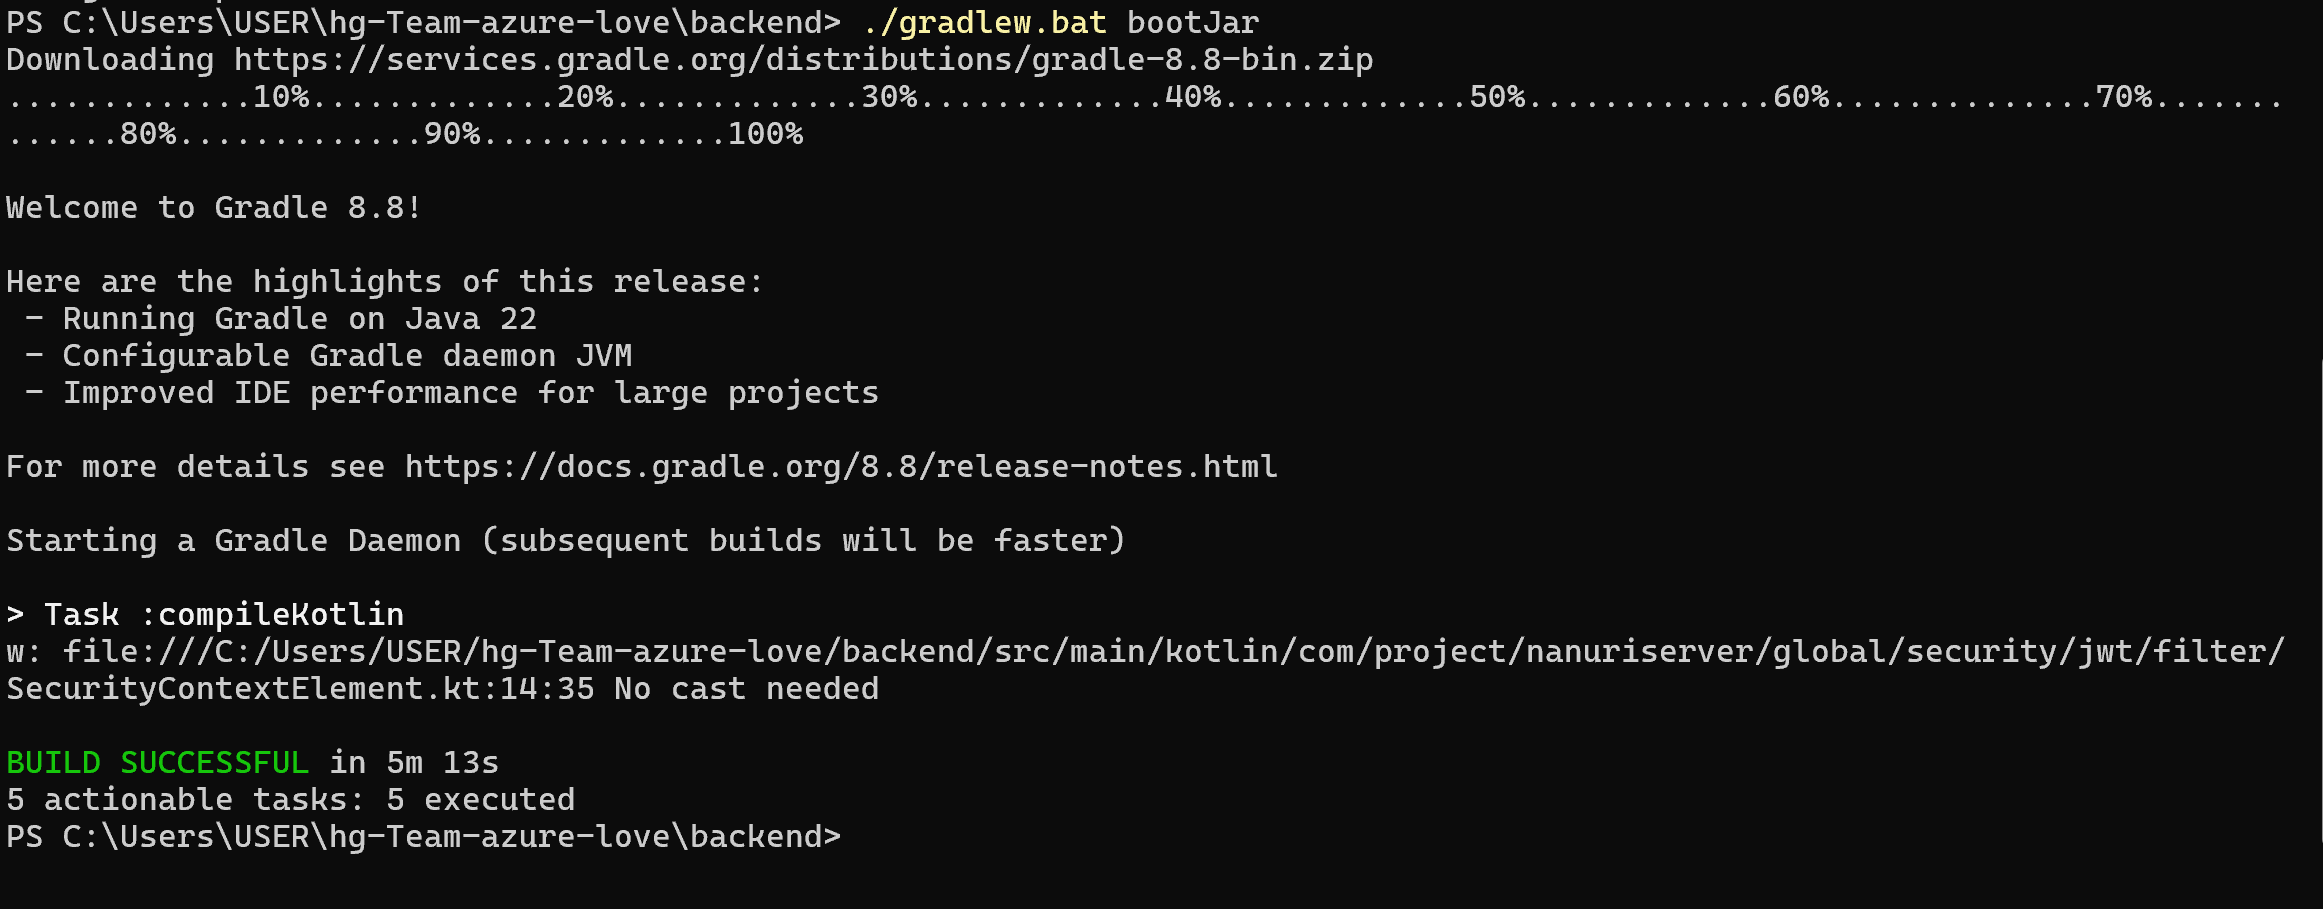 PS C:\Users\USER\hg-Team-azure-love\backend> ./gradlew.bat bootJar
Downloading https://services.gradle.org/distributions/gradle-8.8-bin.zip
.............10%.............20%.............30%.............40%.............50%.............60%..............70%.......
......80%.............90%.............100%
Welcome to Gradle 8.8!
Here are the highlights of this release:
 - Running Gradle on Java 22
 - Configurable Gradle daemon JVM
 - Improved IDE performance for large projects
For more details see https://docs.gradle.org/8.8/release-notes.html
Starting a Gradle Daemon (subsequent builds will be faster)
> Task :compileKotlin
w: file:///C:/Users/USER/hg-Team-azure-love/backend/src/main/kotlin/com/project/nanuriserver/global/security/jwt/filter/
SecurityContextElement.kt:14:35 No cast needed
BUILD SUCCESSFUL in 5m 13s
5 actionable tasks: 5 executed
PS C:\Users\USER\hg-Team-azure-love\backend>